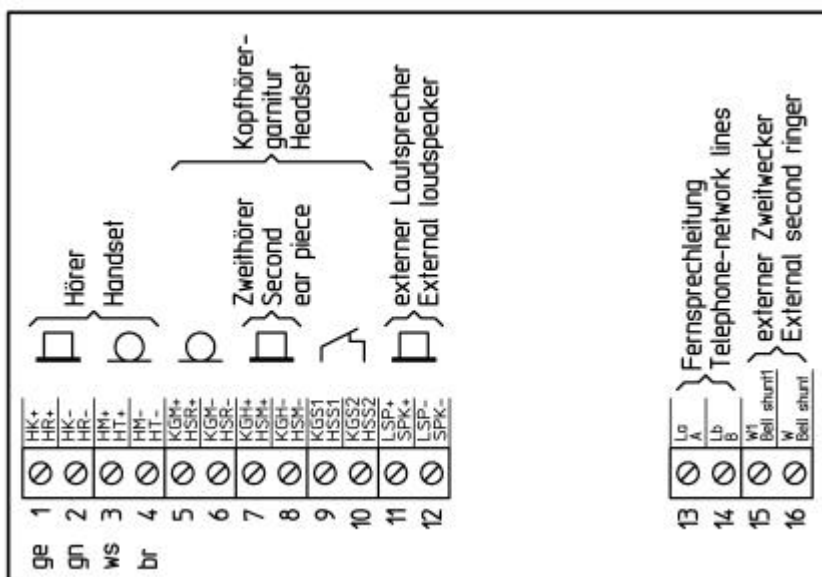 Kopfhörer-
garnitur
Headset
Hörer
Handset
Zweithörer
Second
ear piece
externer Lautsprecher
External loudspeaker
Fernsprechleitung
Telephone-network lines
externer Zweitwecker
External second ringer
HK+
HR+
HK-
HR-
HM+
HT+
HM-
HT-
KGM+
HSR+
KGM-
HSR-
KGH+
HSM+
KGH-
HSM-
KGS1
HSS1
KGS2
HSS2
LSP+
SPK+
LSP-
SPK-
La
A
Lb
B
W1
Bell shunt1
W
Bell shunt
1 2 3 4 5 6 7 8 9 10 11 12 13 14 15 16
ge gn ws br